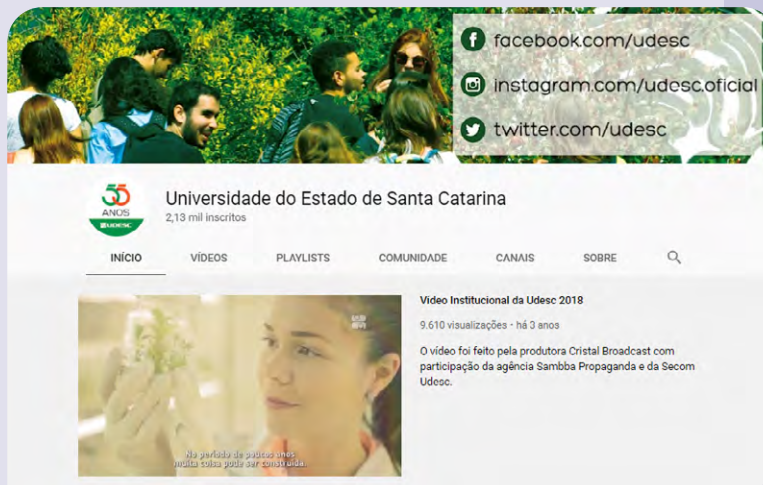 facebook.com/udesc
instagram.com/udesc.oficial
twitter.com/udesc
55
ANOS
UDESC
Universidade do Estado de Santa Catarina
2,13 mil inscritos
INÍCIO VÍDEOS PLAYLISTS COMUNIDADE CANAIS SOBRE
Vídeo Institucional da Udesc 2018
9.610 visualizações - há 3 anos
O vídeo foi feito pela produtora Cristal Broadcast com
participação da agência Sambba Propaganda e da Secom
Udesc.
No período de poucos anos
muita coisa pode ser construída.